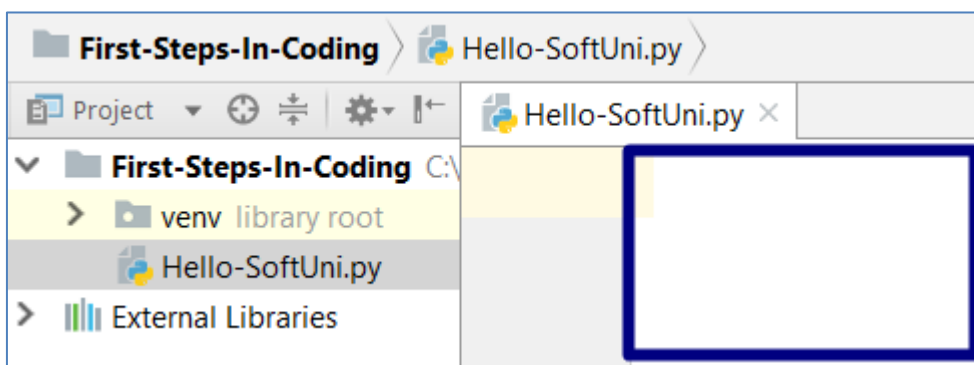 First-Steps-In-Coding Hello-SoftUni.py
Project
Hello-SoftUni.py
First-Steps-In-Coding C:\
venv library root
Hello-SoftUni.py
External Libraries